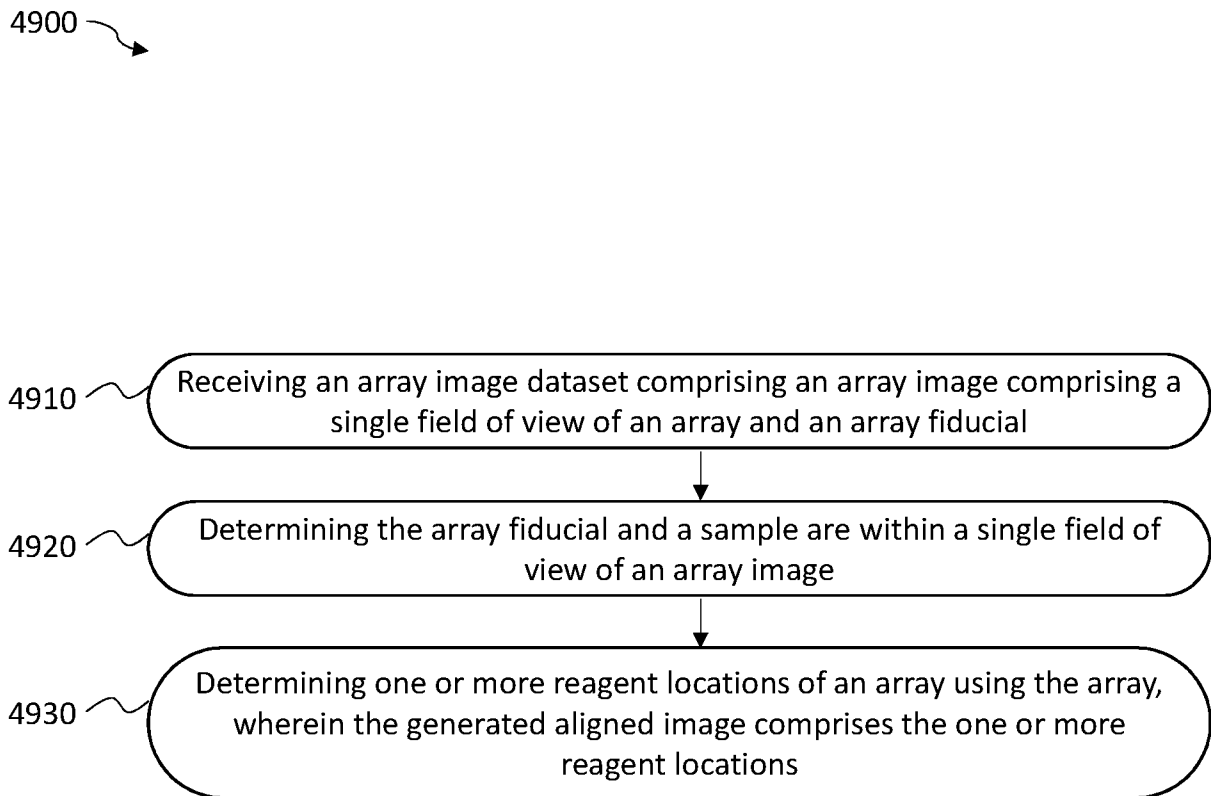 4900
4910
Receiving an array image dataset comprising an array image comprising a
single field of view of an array and an array fiducial
4920
Determining the array fiducial and a sample are within a single field of
view of an array image
4930
Determining one or more reagent locations of an array using the array,
wherein the generated aligned image comprises the one or more
reagent locations